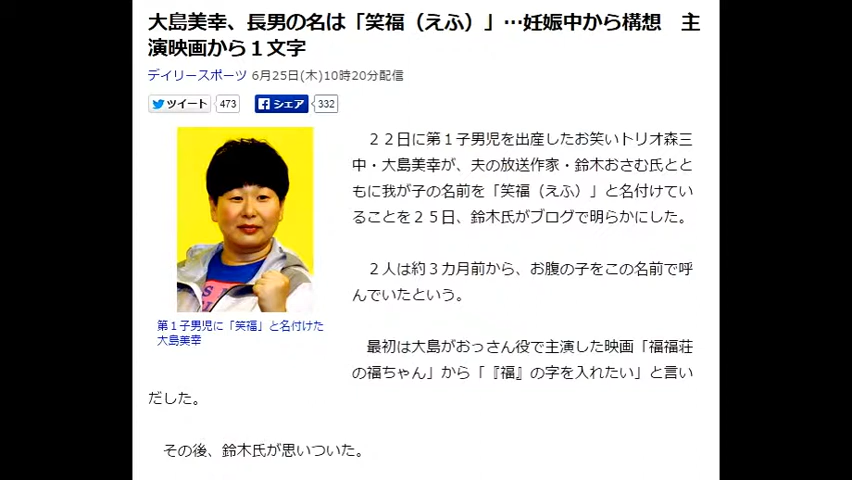 大島美幸、長男の名は「笑福（えふ）」…妊娠中から構想　主
演映画から１文字
デイリースポーツ 6月25日(木)10時20分配信
ツイート 473 シェア 332
２２日に第１子男児を出産したお笑いトリオ森三
中・大島美幸が、夫の放送作家・鈴木おさむ氏とと
もに我が子の名前を「笑福（えふ）」と名付けてい
ることを２５日、鈴木氏がブログで明らかにした。
２人は約３カ月前から、お腹の子をこの名前で呼
んでいたという。
第１子男児に「笑福」と名付けた
大島美幸
最初は大島がおっさん役で主演した映画「福福荘
の福ちゃん」から「『福』の字を入れたい」と言い
だした。
その後、鈴木氏が思いついた。